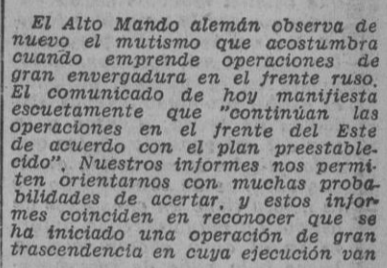 El Alto Mando alemán observa de
nuevo el mutismo que acostumbra
cuando emprende operaciones de
gran envergadura en el frente ruso.
El comunicado de hoy manifiesta
escuetamente que "continúan las
operaciones en el frente del Este
de acuerdo con el plan preestable-
cido". Nuestros informes nos permi-
ten orientarnos con muchas proba-
bilidades de acertar, y estos infor-
mes coinciden en reconocer que se
ha iniciado una operación de gran
trascendencia en cuya ejecución van